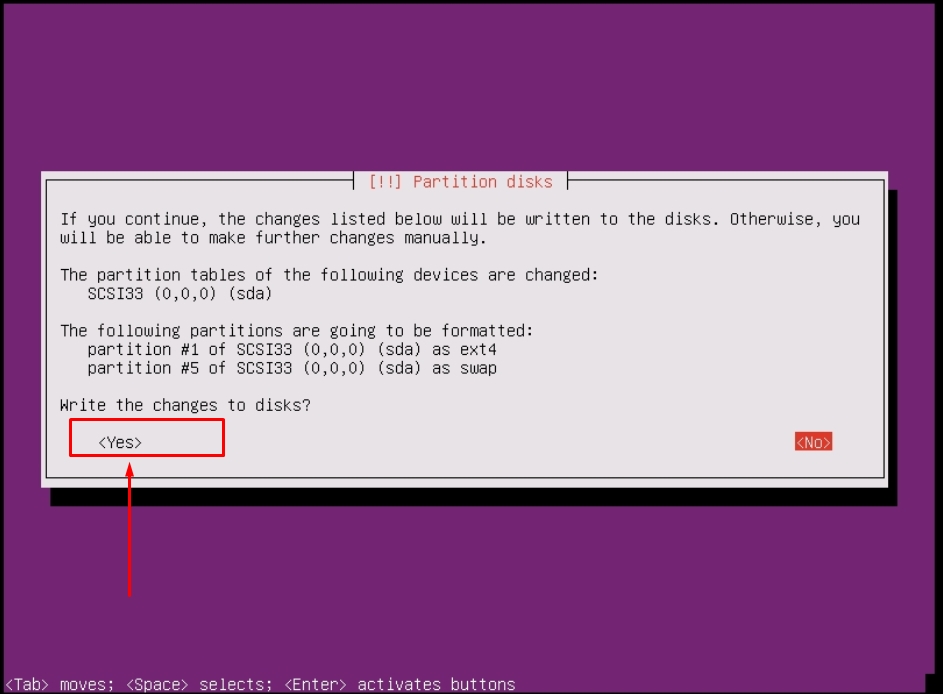 [!!] Partition disks
If you continue, the changes listed below will be written to the disks. Otherwise, you
will be able to make further changes manually.
The partition tables of the following devices are changed:
SCSI33 (0,0,0) (sda)
The following partitions are going to be formatted:
partition #1 of SCSI33 (0,0,0) (sda) as ext4
partition #5 of SCSI33 (0,0,0) (sda) as swap
Write the changes to disks?
<Yes> <No>
<Tab> moves; <Space> selects; <Enter> activates buttons